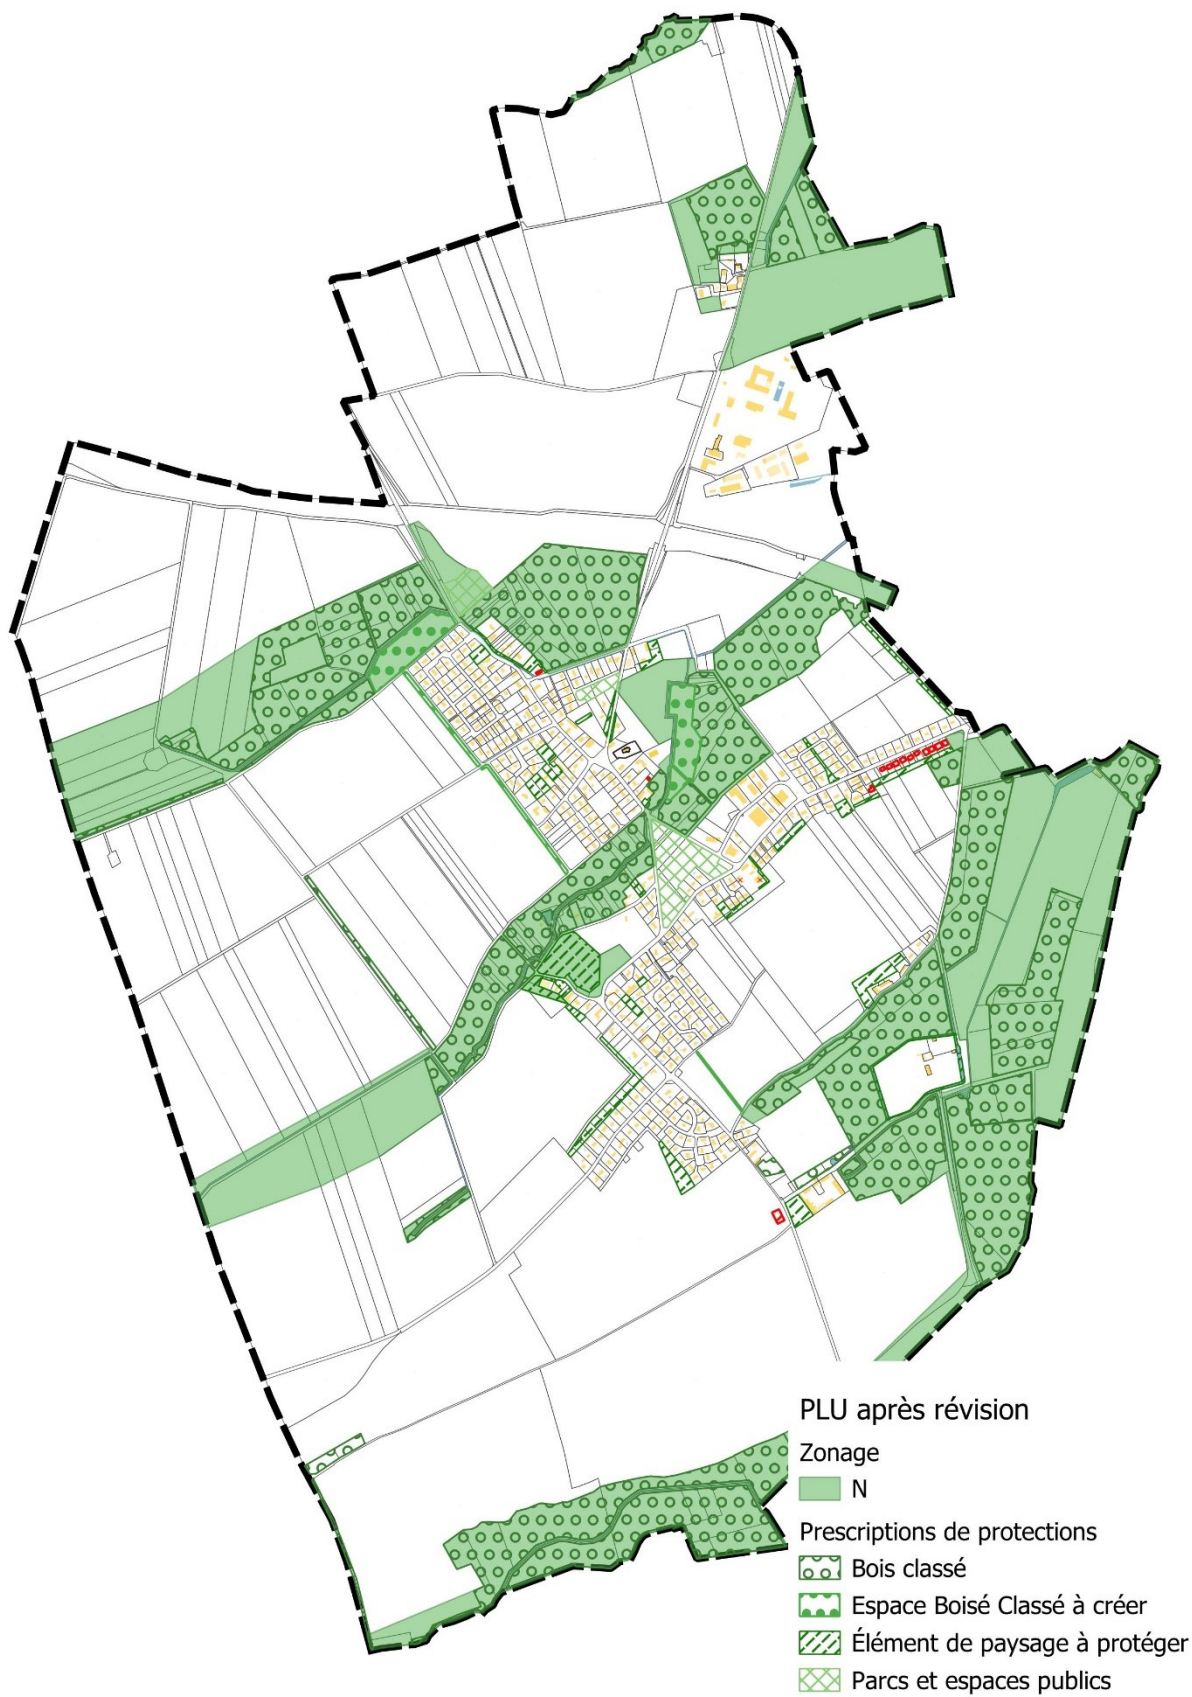 PLU après révision
Zonage
N
Prescriptions de protections
Bois classé
Espace Boisé Classé à créer
Élément de paysage à protéger
Parcs et espaces publics